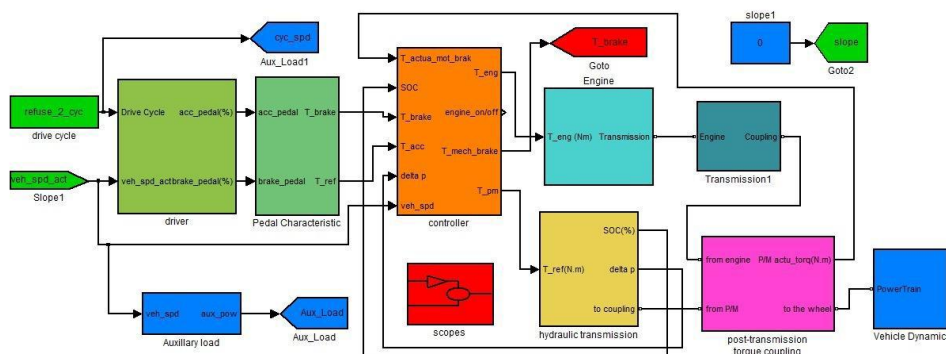 cyc_spd
Aux_Load1
refuse_2_cyc
drive cycle
veh_spd_act
Slope1
Drive Cycle
acc_pedal(%)
veh_spd_act
brake_pedal(%)
driver
acc_pedal
T_brake
brake_pedal
T_ref
Pedal Characteristic
T_actua_mot_brak
SOC
T_brake
T_acc
delta p
veh_spd
T_eng
engine_on/off
T_mech_brake
T_pm
controller
T_brake
Goto
Engine
T_eng (Nm)
Transmission
Engine
Coupling
Transmission1
slope1
0
slope
Goto2
veh_spd
aux_pow
Auxillary load
Aux_Load
Aux_Load
scopes
SOC(%)
T_ref(N.m)
delta p
to coupling
hydraulic transmission
from engine
P/M actu_torq(N.m)
from P/M
to the wheel
post-transmission
torque coupling
PowerTrain
Vehicle Dynamic